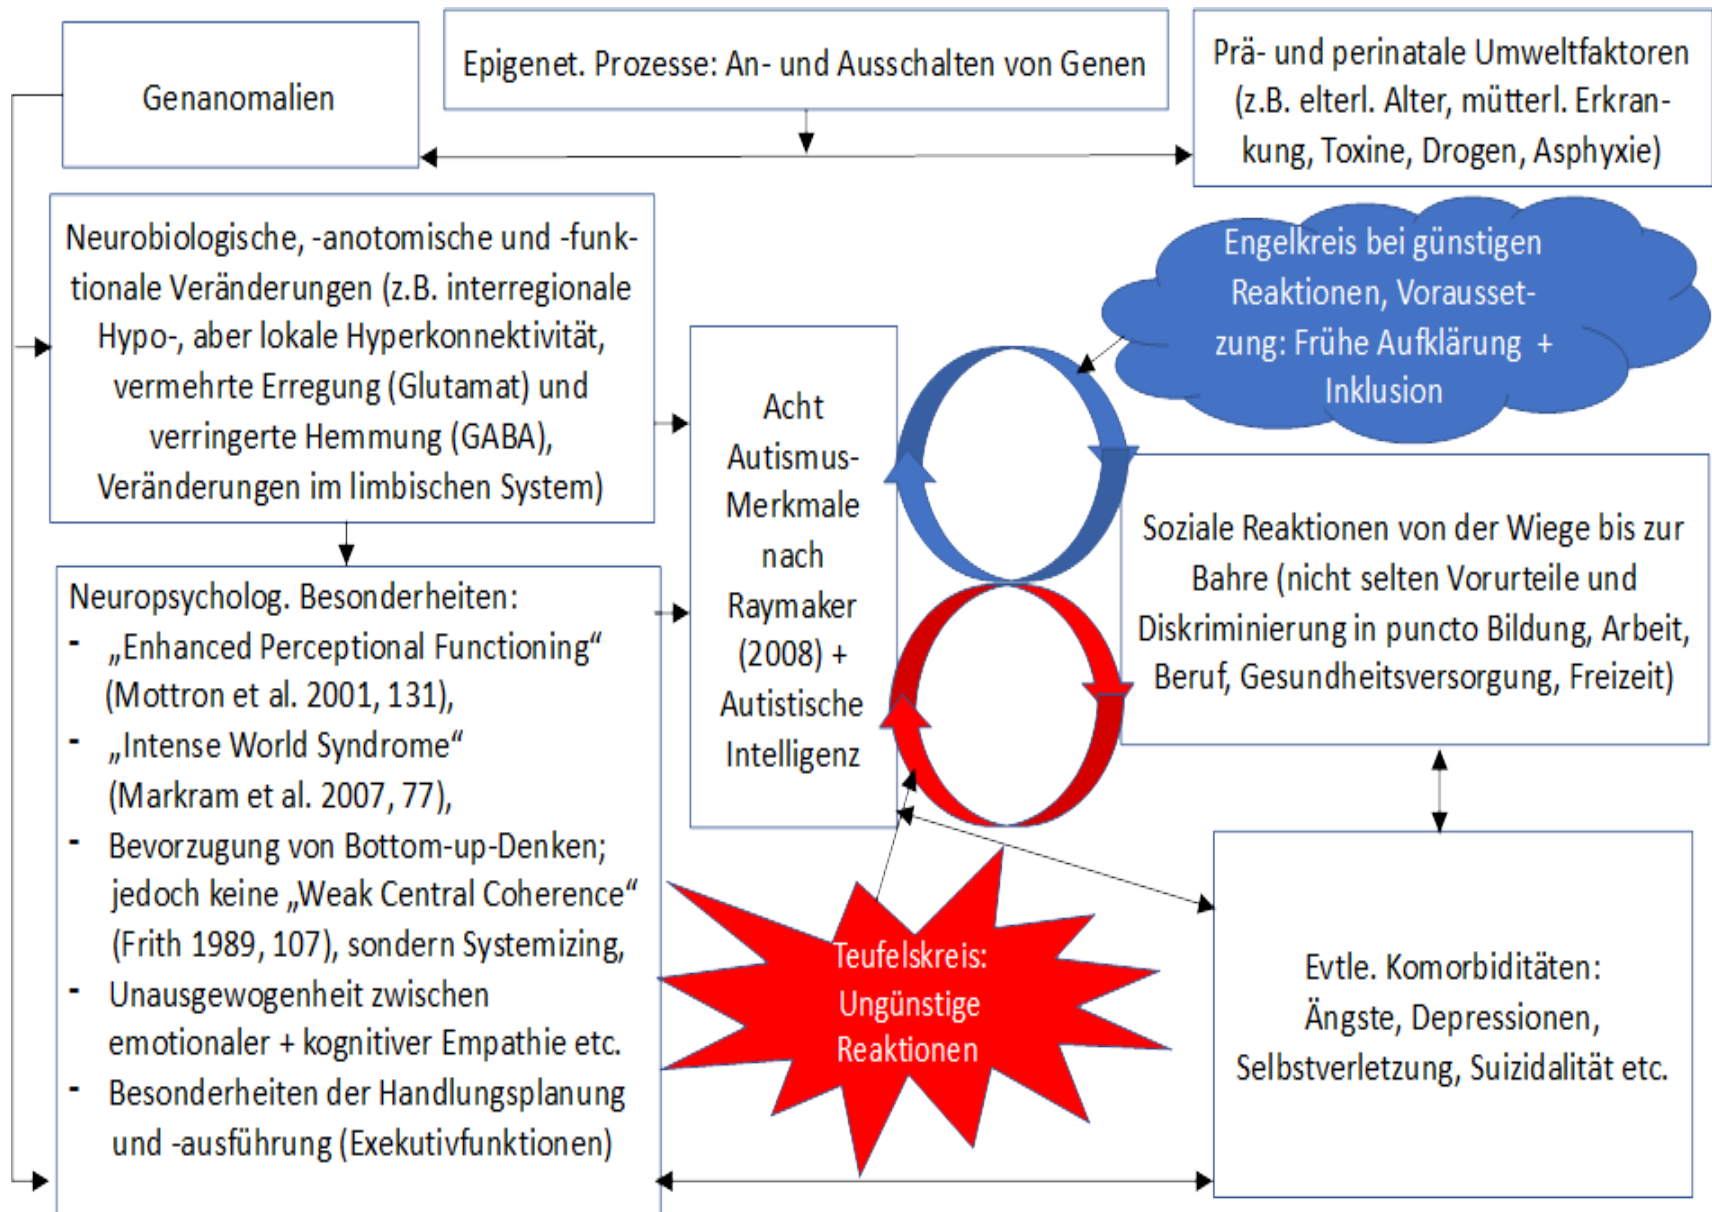 Genanomalien
Epigenet. Prozesse: An- und Ausschalten von Genen
Prä- und perinatale Umweltfaktoren
(z.B. elterl. Alter, mütterl. Erkran-
kung, Toxine, Drogen, Asphyxie)
Neurobiologische, -anotomische und -funk-
tionale Veränderungen (z.B. interregionale
Hypo-, aber lokale Hyperkonnektivität,
vermehrte Erregung (Glutamat) und
verringerte Hemmung (GABA),
Veränderungen im limbischen System)
Engelkreis bei günstigen
Reaktionen, Vorausset-
zung: Frühe Aufklärung +
Inklusion
Acht
Autismus-
Merkmale
nach
Raymaker
(2008) +
Autistische
Intelligenz
Soziale Reaktionen von der Wiege bis zur
Bahre (nicht selten Vorurteile und
Diskriminierung in puncto Bildung, Arbeit,
Beruf, Gesundheitsversorgung, Freizeit)
Neuropsycholog. Besonderheiten:
- „Enhanced Perceptional Functioning“
(Mottron et al. 2001, 131),
- „Intense World Syndrome“
(Markram et al. 2007, 77),
- Bevorzugung von Bottom-up-Denken;
jedoch keine „Weak Central Coherence“
(Frith 1989, 107), sondern Systemizing,
- Unausgewogenheit zwischen
emotionaler + kognitiver Empathie etc.
- Besonderheiten der Handlungsplanung
und -ausführung (Exekutivfunktionen)
Teufelskreis:
Ungünstige
Reaktionen
Evtle. Komorbiditäten:
Ängste, Depressionen,
Selbstverletzung, Suizidalität etc.